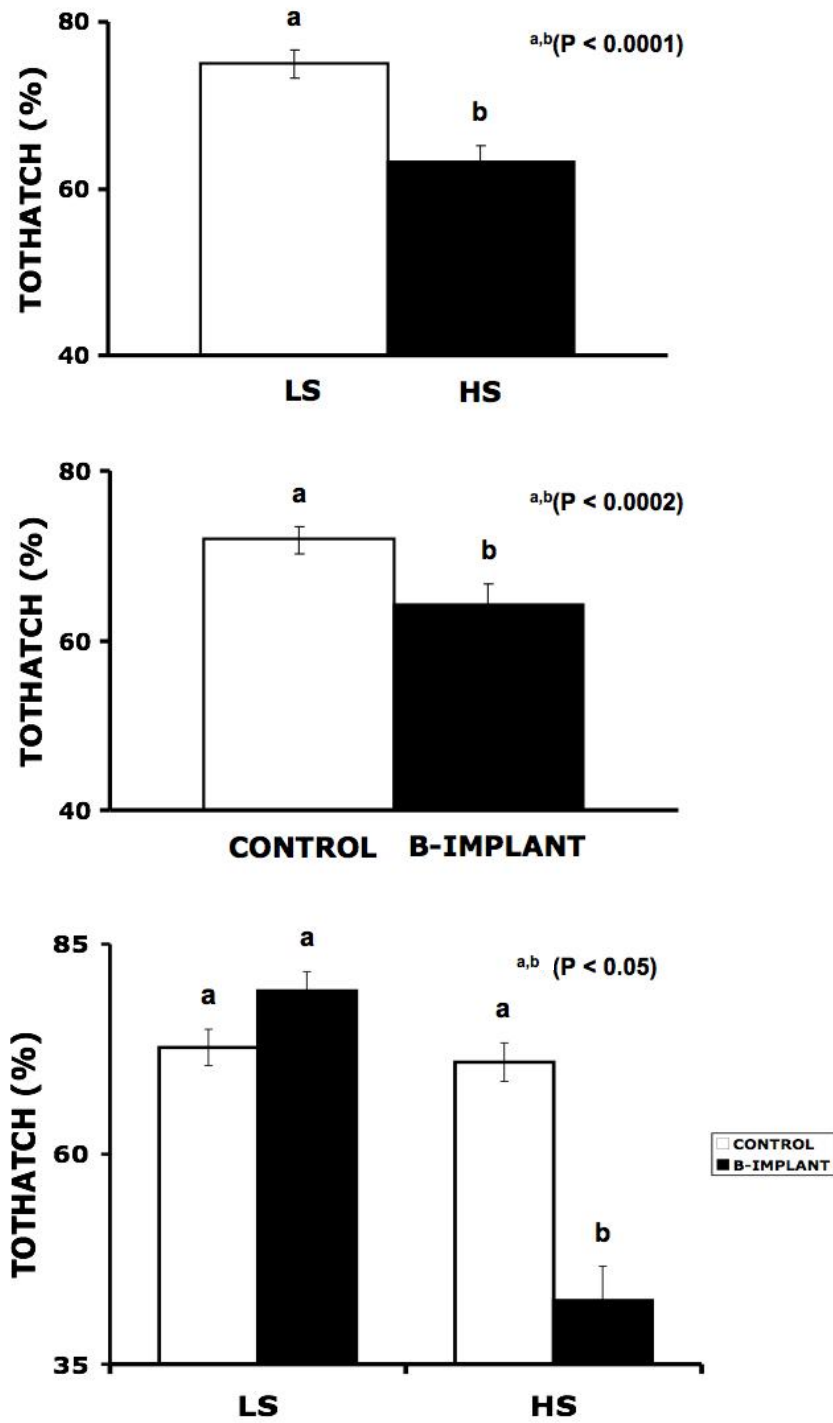 80
a
a,b(P < 0.0001)
b
TOTHATCH (%)
60
40
LS HS
80
a
a,b(P < 0.0002)
b
TOTHATCH (%)
60
40
CONTROL B-IMPLANT
85
a
a,b (P < 0.05)
a
a
TOTHATCH (%)
60
CONTROL
B-IMPLANT
b
35
LS HS